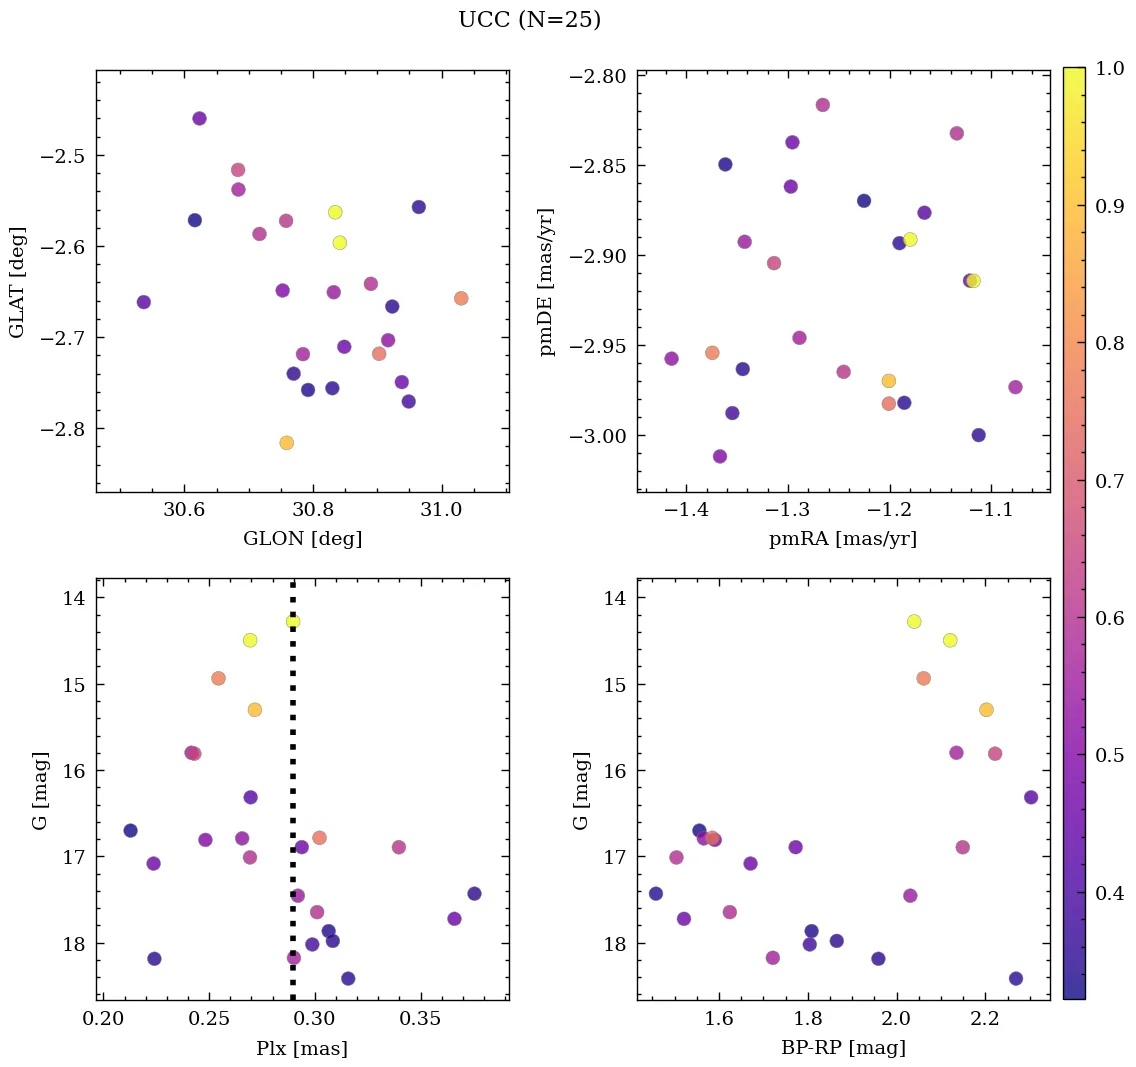 UCC (N=25)
−2.5
−2.6
−2.7
−2.8
GLAT [deg]
30.6 30.8 31.0
GLON [deg]
−2.80
−2.85
−2.90
−2.95
−3.00
pmDE [mas/yr]
−1.4 −1.3 −1.2 −1.1
pmRA [mas/yr]
14
15
16
17
18
G [mag]
0.20 0.25 0.30 0.35
Plx [mas]
14
15
16
17
18
G [mag]
1.6 1.8 2.0 2.2
BP-RP [mag]
1.0
0.9
0.8
0.7
0.6
0.5
0.4